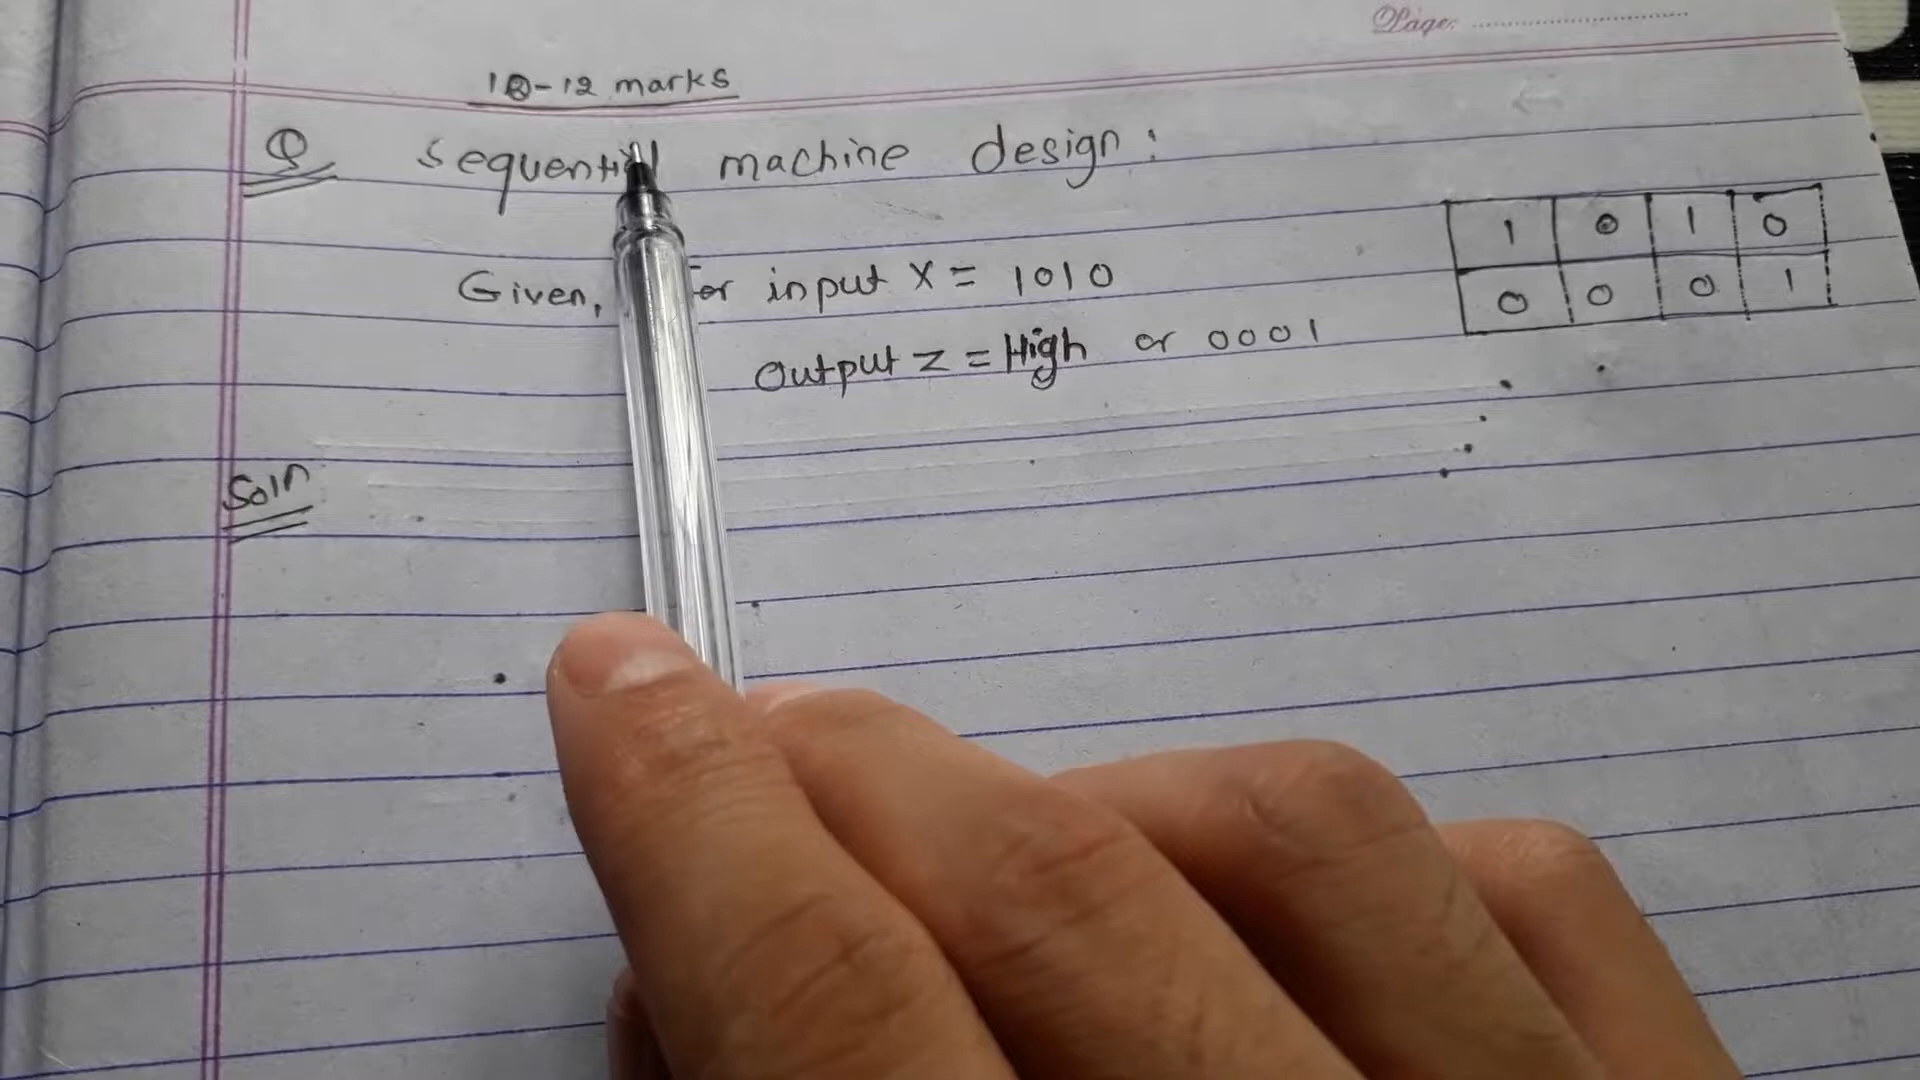 Page:
10-12 marks
Q sequential machine design:
Given, for input X = 1010
Output Z = High or 0001
1 0 1 0
0 0 0 1
Soln